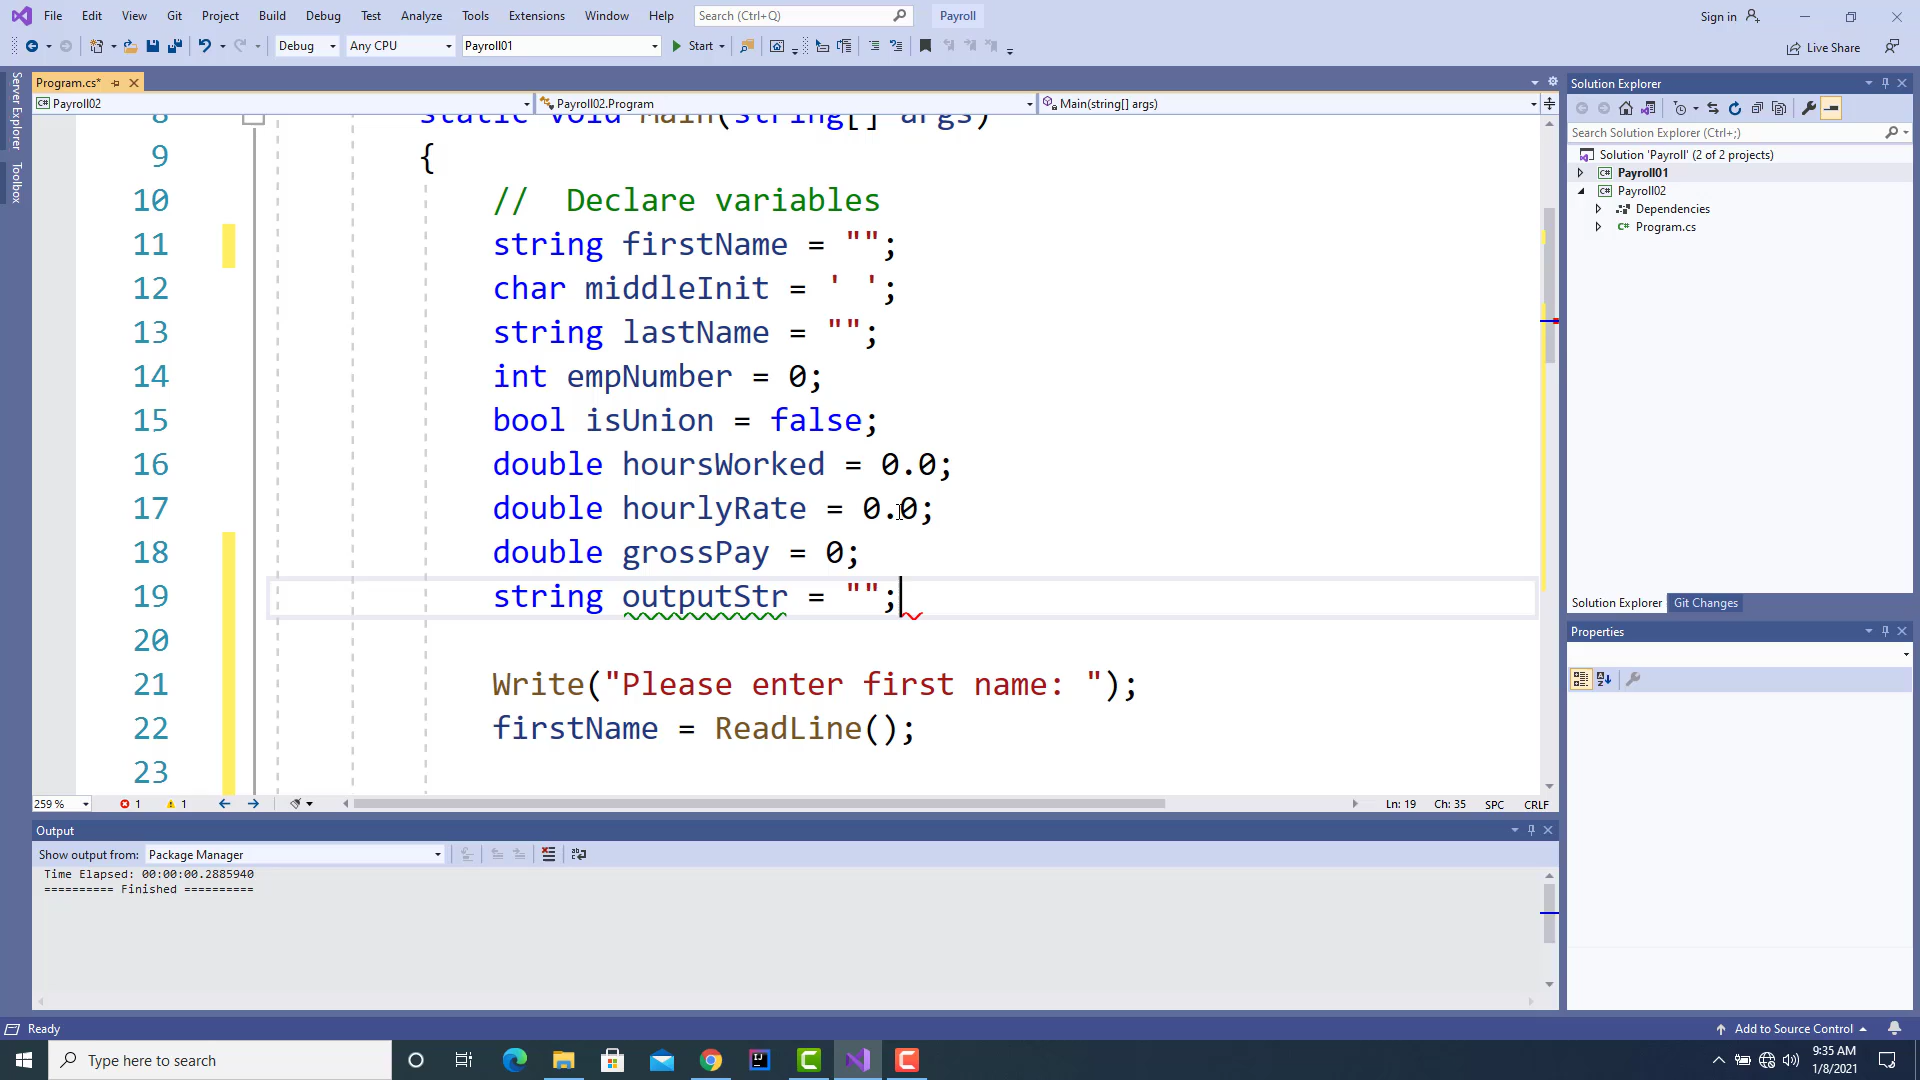 File Edit View Git Project Build Debug Test Analyze Tools Extensions Window Help Search (Ctrl+Q) Payroll Sign in
Debug Any CPU Payroll01 Start Live Share
Program.cs*
C# Payroll02 Payroll02.Program Main(string[] args)
Server Explorer
Toolbox
8 static void Main(string[] args)
9 {
10 // Declare variables
11 string firstName = "";
12 char middleInit = ' ';
13 string lastName = "";
14 int empNumber = 0;
15 bool isUnion = false;
16 double hoursWorked = 0.0;
17 double hourlyRate = 0.0;
18 double grossPay = 0;
19 string outputStr = "";
20
21 Write("Please enter first name: ");
22 firstName = ReadLine();
23
259 % 1 1 Ln: 19 Ch: 35 SPC CRLF
Output
Show output from: Package Manager
Time Elapsed: 00:00:00.2885940
========== Finished ==========
Solution Explorer
Search Solution Explorer (Ctrl+;)
Solution 'Payroll' (2 of 2 projects)
C# Payroll01
C# Payroll02
Dependencies
C# Program.cs
Solution Explorer Git Changes
Properties
Ready Add to Source Control
Type here to search
9:35 AM
1/8/2021